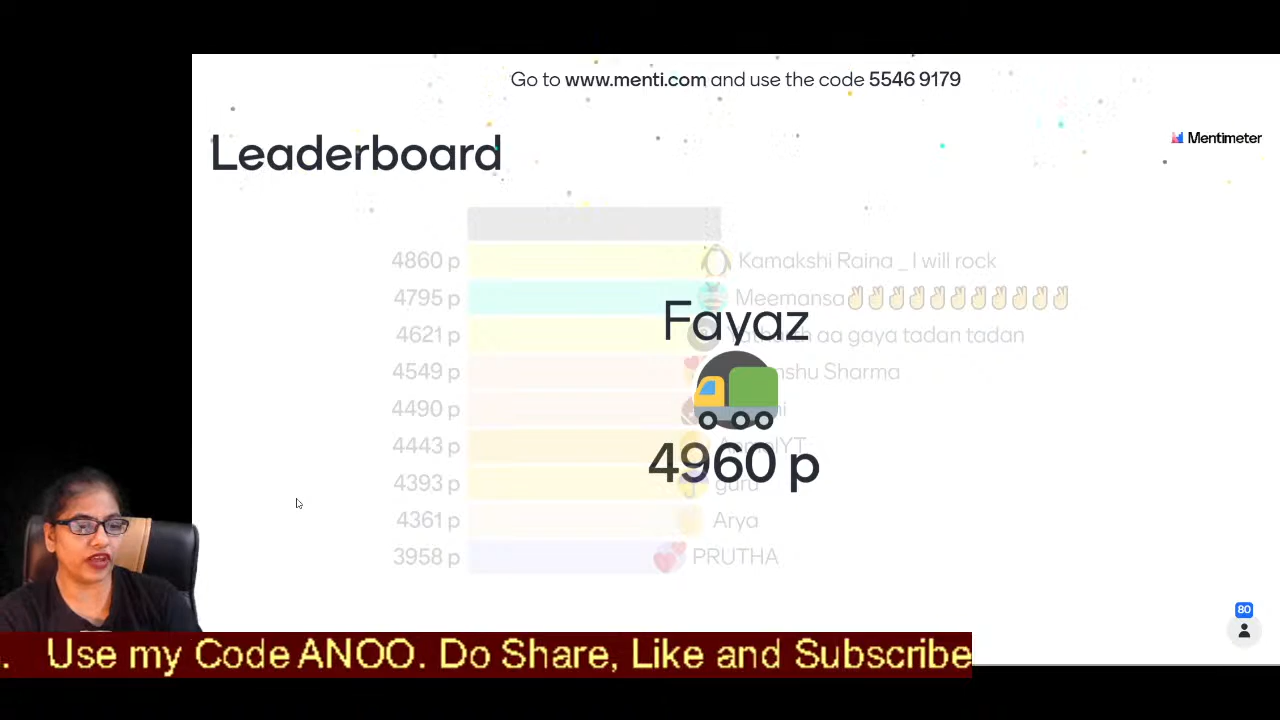 Go to www.menti.com and use the code 5546 9179
Leaderboard
Mentimeter
4860 p Kamakshi Raina _ I will rock
4795 p Meemansa✌✌✌✌✌✌✌✌✌✌✌
Fayaz
4621 p aa gaya tadan tadan
4549 p Sharma
4490 p
4443 p
4960 p
4393 p guru
4361 p Arya
3958 p PRUTHA
80
. Use my Code ANOO. Do Share, Like and Subscribe